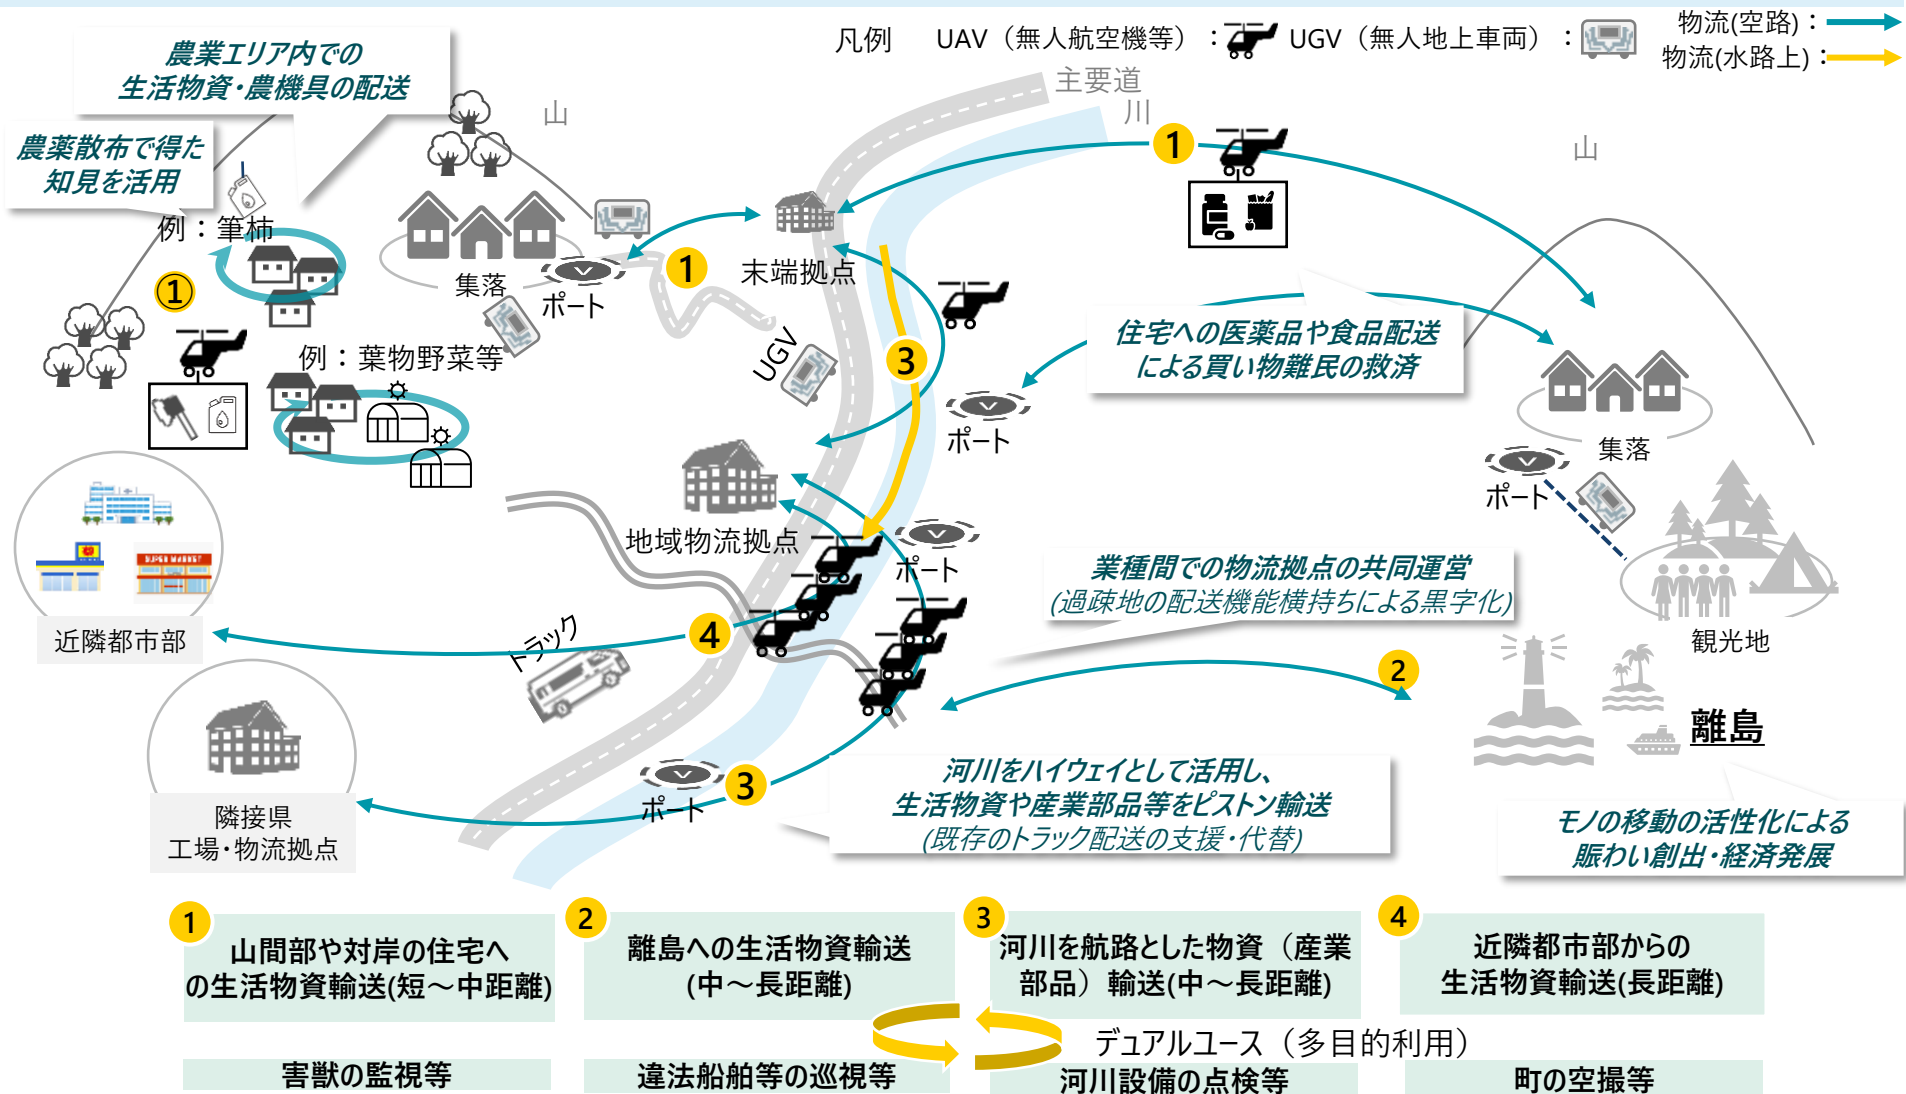 凡例 UAV（無人航空機等）： UGV（無人地上車両）：
物流(空路)：
物流(水路上)：
農業エリア内での
生活物資・農機具の配送
農薬散布で得た
知見を活用
山
主要道
川
山
1
例：筆柿
①
集落
ポート
1
末端拠点
例：葉物野菜等
UGV
3
住宅への医薬品や食品配送
による買い物難民の救済
ポート
集落
ポート
地域物流拠点
ポート
SUPER MARKET
近隣都市部
4
トラック
業種間での物流拠点の共同運営
(過疎地の配送機能横持ちによる黒字化)
観光地
2
離島
隣接県
工場・物流拠点
ポート
3
河川をハイウェイとして活用し、
生活物資や産業部品等をピストン輸送
(既存のトラック配送の支援・代替)
モノの移動の活性化による
賑わい創出・経済発展
1
山間部や対岸の住宅へ
の生活物資輸送(短～中距離)
2
離島への生活物資輸送
(中～長距離)
3
河川を航路とした物資（産業
部品）輸送(中～長距離)
4
近隣都市部からの
生活物資輸送(長距離)
デュアルユース（多目的利用）
害獣の監視等
違法船舶等の巡視等
河川設備の点検等
町の空撮等